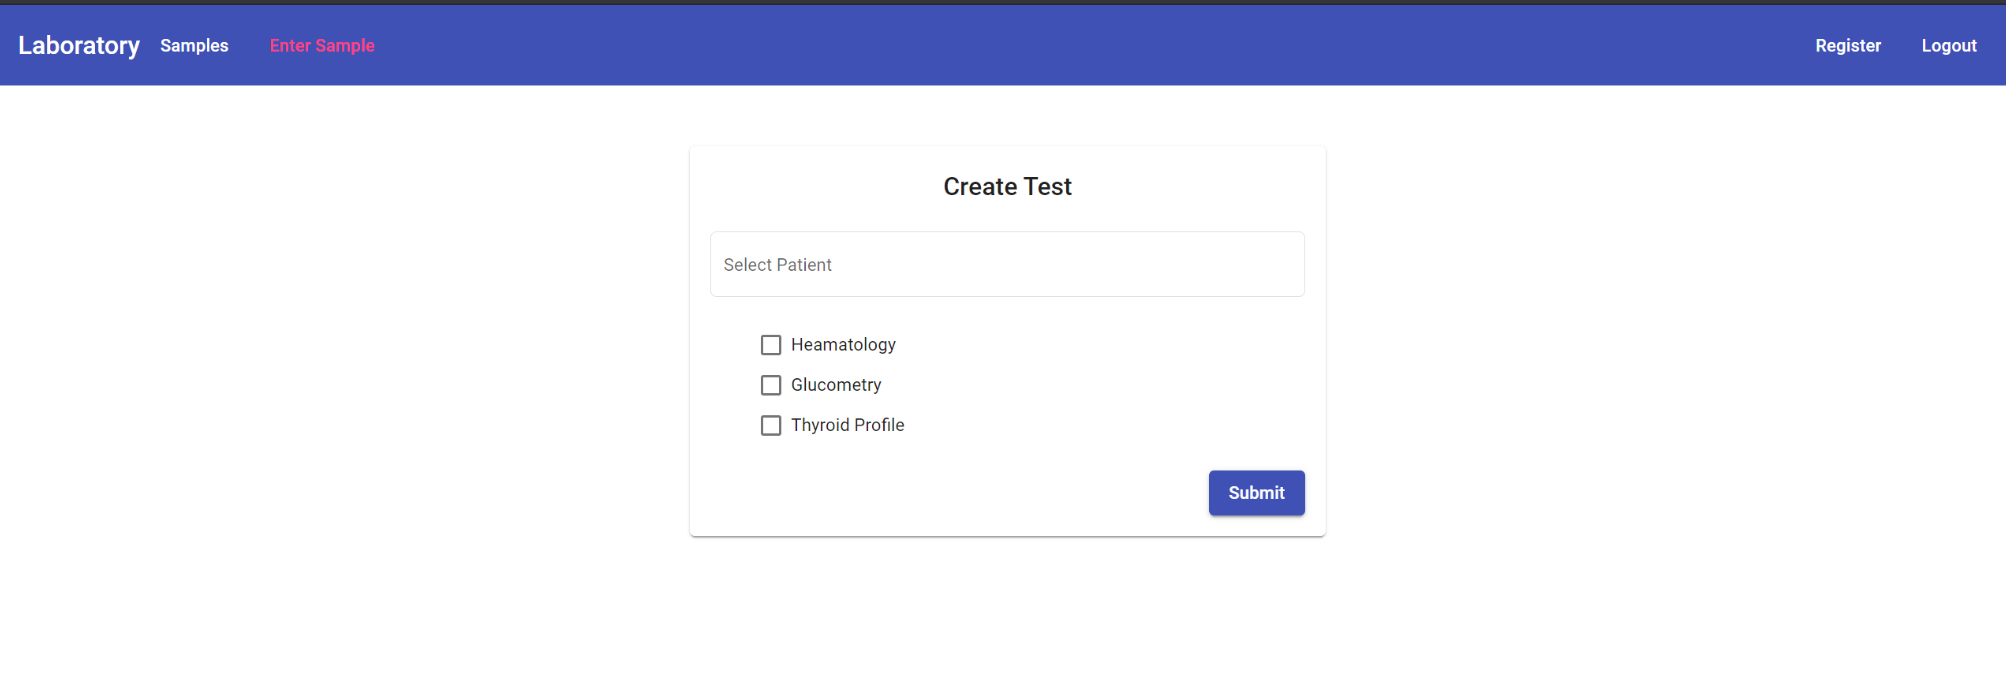 Laboratory Samples Enter Sample Register Logout
Create Test
Select Patient
Heamatology
Glucometry
Thyroid Profile
Submit